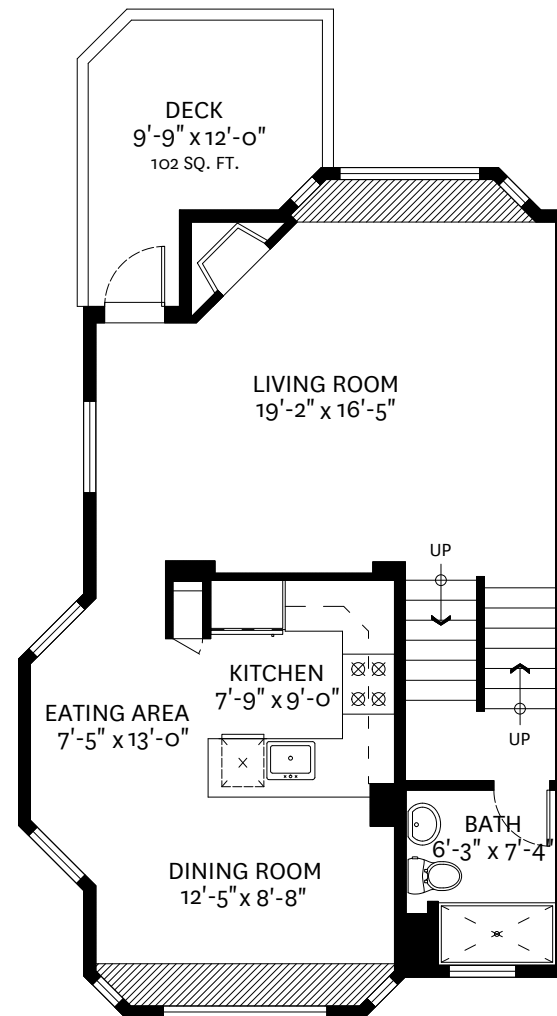 DECK
9'-9" x 12'-0"
102 SQ. FT.
LIVING ROOM
19'-2" x 16'-5"
UP
KITCHEN
7'-9" x 9'-0"
EATING AREA
7'-5" x 13'-0"
UP
BATH
6'-3" x 7'-4"
DINING ROOM
12'-5" x 8'-8"